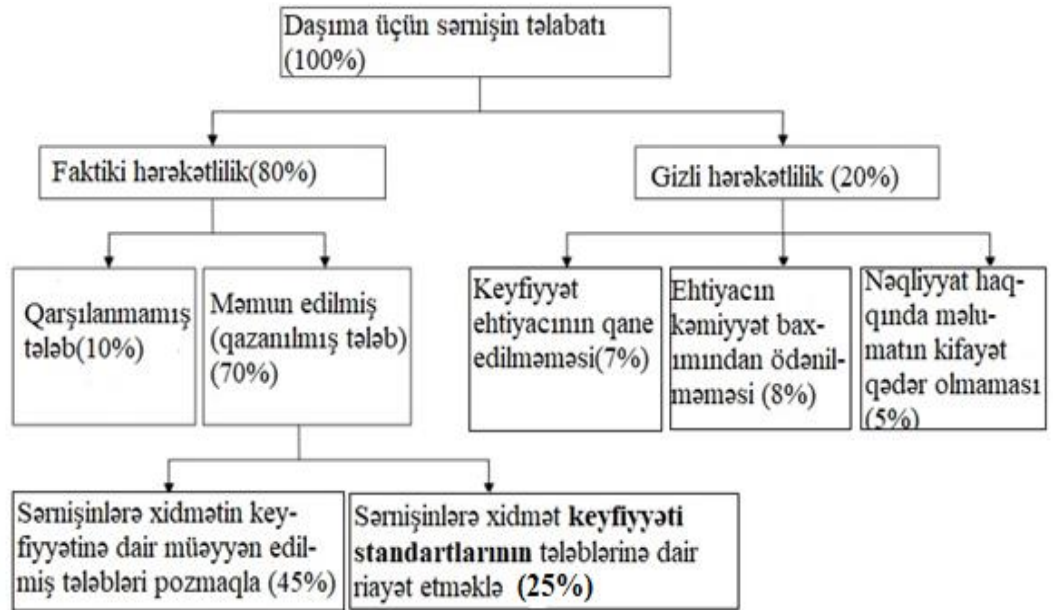 Daşıma üçün sərnişin təlabatı
(100%)
Faktiki hərəkətlilik(80%)
Gizli hərəkətlilik (20%)
Qarşılanmamış
tələb(10%)
Məmun edilmiş
(qazanılmış tələb)
(70%)
Keyfiyyət
ehtiyacının qane
edilməməsi(7%)
Ehtiyacın
kəmiyyət bax-
ımından ödənil-
məməsi (8%)
Nəqliyyat haq-
qında məlu-
matın kifayət
qədər olmaması
(5%)
Sərnişinlərə xidmətin key-
fiyyətinə dair müəyyən edil-
miş tələbləri pozmaqla (45%)
Sərnişinlərə xidmət keyfiyyəti
standartlarının tələblərinə dair
riayət etməklə (25%)